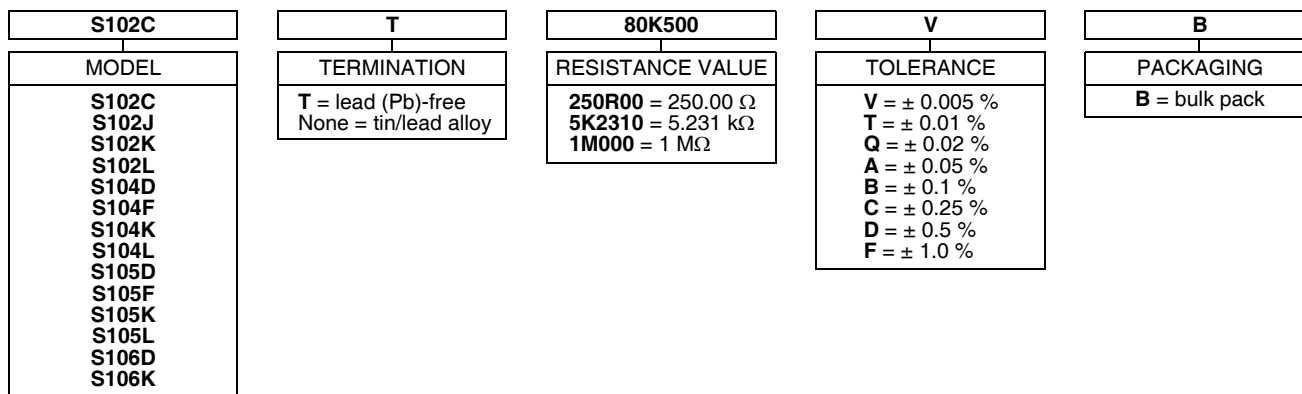 S102C
MODEL
S102C
S102J
S102K
S102L
S104D
S104F
S104K
S104L
S105D
S105F
S105K
S105L
S106D
S106K
T
TERMINATION
T = lead (Pb)-free
None = tin/lead alloy
80K500
RESISTANCE VALUE
250R00 = 250.00 Ω
5K2310 = 5.231 kΩ
1M000 = 1 MΩ
V
TOLERANCE
V = ± 0.005 %
T = ± 0.01 %
Q = ± 0.02 %
A = ± 0.05 %
B = ± 0.1 %
C = ± 0.25 %
D = ± 0.5 %
F = ± 1.0 %
B
PACKAGING
B = bulk pack